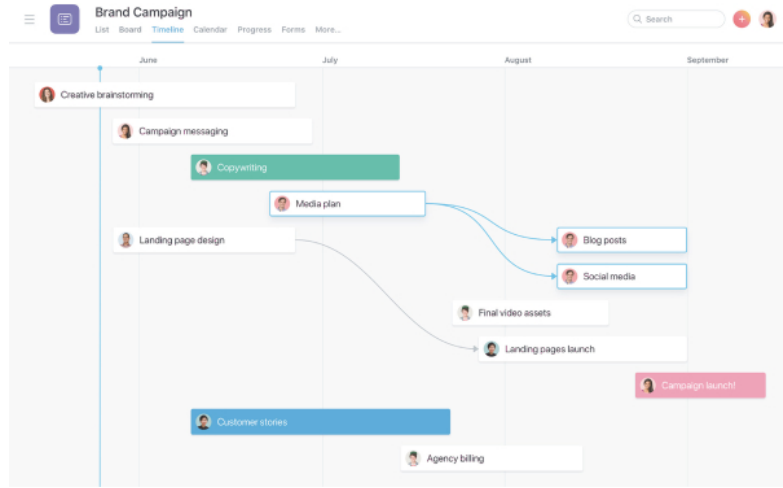 Brand Campaign
List Board Timeline Calendar Progress Forms More...
Search
June July August September
Creative brainstorming
Campaign messaging
Copywriting
Media plan
Landing page design
Blog posts
Social media
Final video assets
Landing pages launch
Campaign launch!
Customer stories
Agency billing